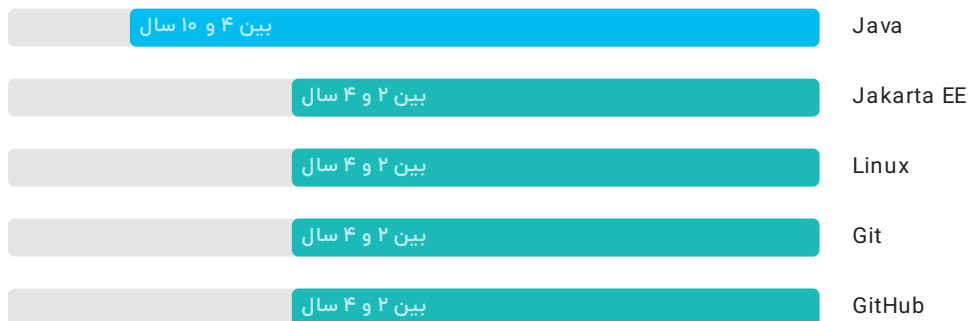 Java
بین ۴ و ۱۰ سال
Jakarta EE
بین ۲ و ۴ سال
Linux
بین ۲ و ۴ سال
Git
بین ۲ و ۴ سال
GitHub
بین ۲ و ۴ سال